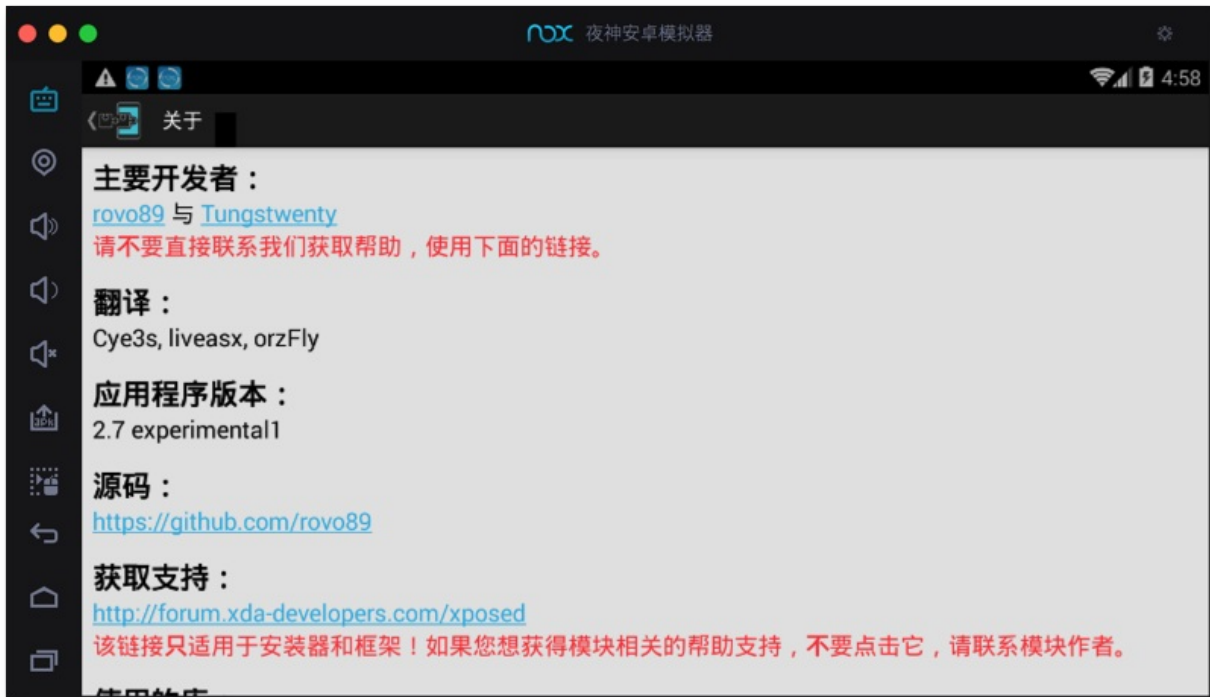 nox 夜神安卓模拟器
4:58
关于
主要开发者：
rovo89 与 Tungstwenty
请不要直接联系我们获取帮助，使用下面的链接。
翻译：
Cye3s, liveasx, orzFly
应用程序版本：
2.7 experimental1
源码：
https://github.com/rovo89
获取支持：
http://forum.xda-developers.com/xposed
该链接只适用于安装器和框架！如果您想获得模块相关的帮助支持，不要点击它，请联系模块作者。
使用的库：